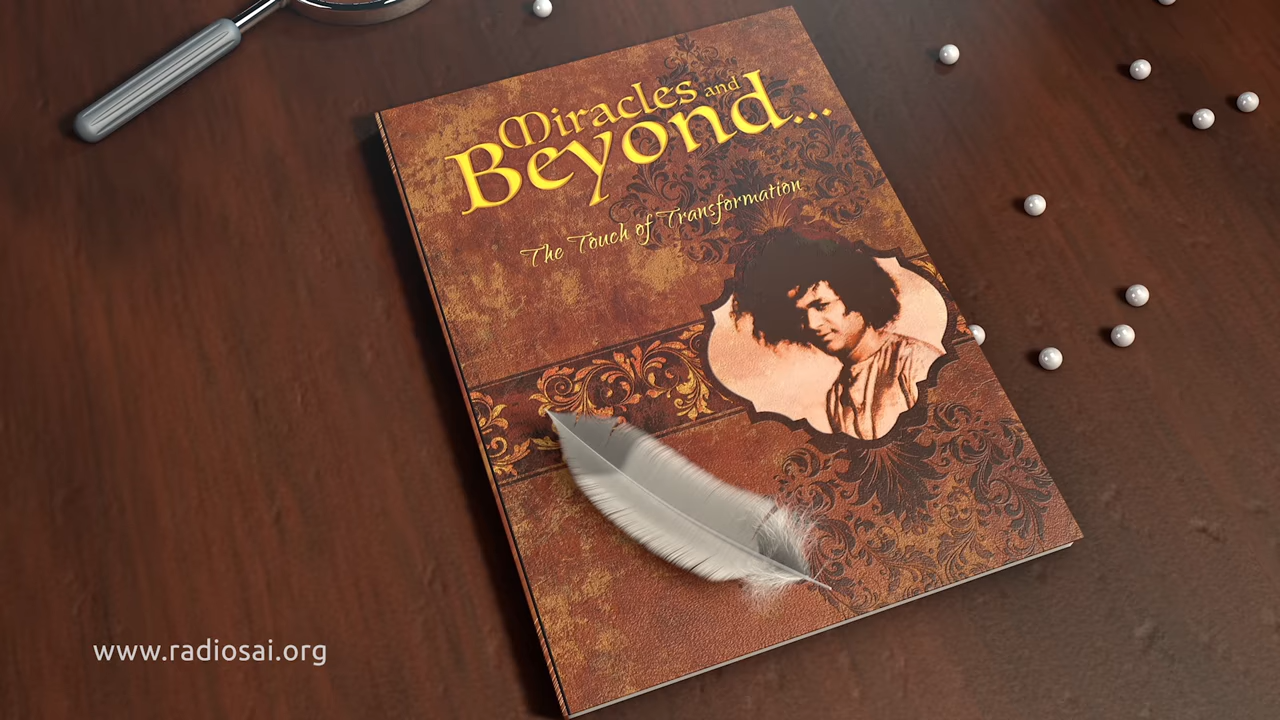 Miracles and
Beyond...
The Touch of Transformation
www.radiosai.org